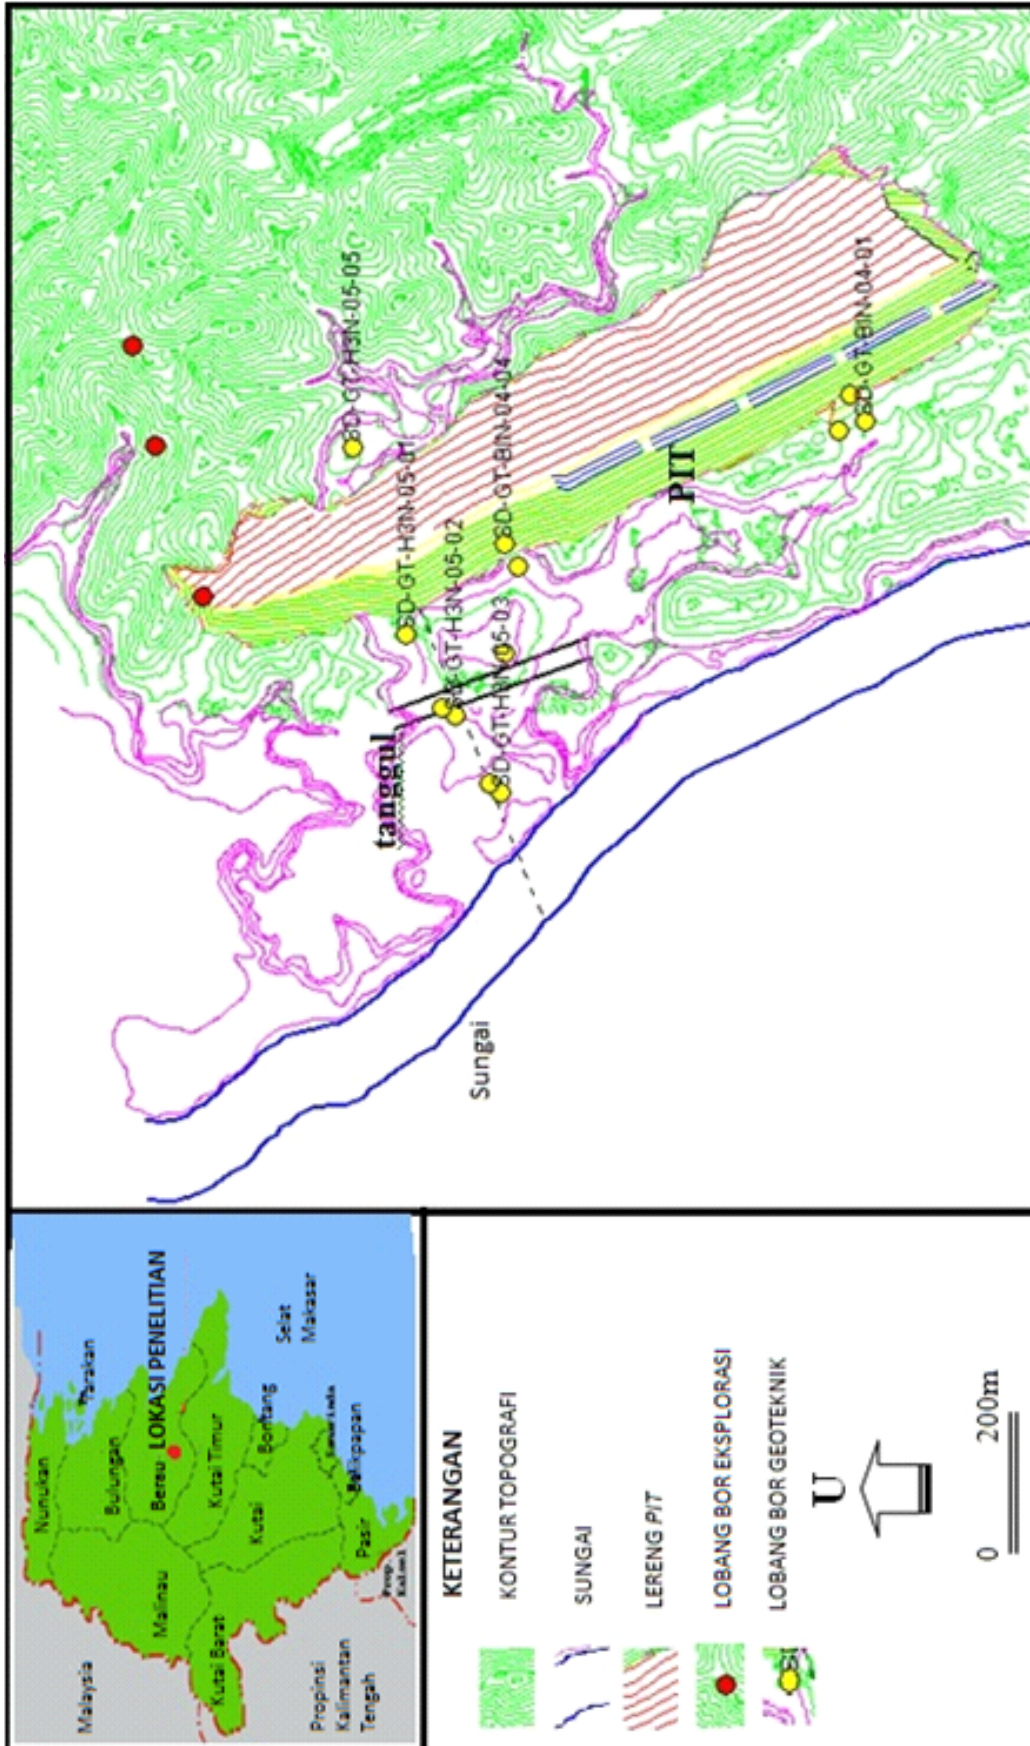 Malaysia
Nunukan
Tarakan
Malinau
Bulungan
Bereu
LOKASI PENELITIAN
Kutai Barat
Kutai Timur
Kutai
Bontang
Selat
Makasar
Propinsi
Kalimantan
Tengah
Pasir
Balikpapan
Prop.
KETERANGAN
KONTUR TOPOGRAFI
SUNGAI
LERENG PIT
LOBANG BOR EKSPLORASI
LOBANG BOR GEOTEKNIK
U
0 200m
Sungai
tanggul
PIT
SD-GT-H3N-05-05
SD-GT-H3N-05-01
SD-GT-H3N-05-02
SD-GT-BIN-04-04
SD-GT-H3N-05-03
SD-GT-BIN-04-01